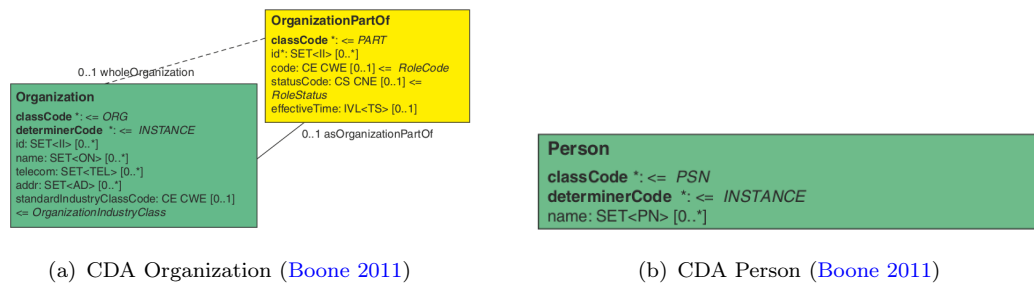 OrganizationPartOf
classCode *: <= PART
id*: SET<II> [0..*]
code: CE CWE [0..1] <= RoleCode
statusCode: CS CNE [0..1] <=
RoleStatus
effectiveTime: IVL<TS> [0..1]
0..1 wholeOrganization
Organization
classCode *: <= ORG
determinerCode *: <= INSTANCE
id: SET<II> [0..*]
name: SET<ON> [0..*]
telecom: SET<TEL> [0..*]
addr: SET<AD> [0..*]
standardIndustryClassCode: CE CWE [0..1]
<= OrganizationIndustryClass
0..1 asOrganizationPartOf
(a) CDA Organization (Boone 2011)
Person
classCode *: <= PSN
determinerCode *: <= INSTANCE
name: SET<PN> [0..*]
(b) CDA Person (Boone 2011)